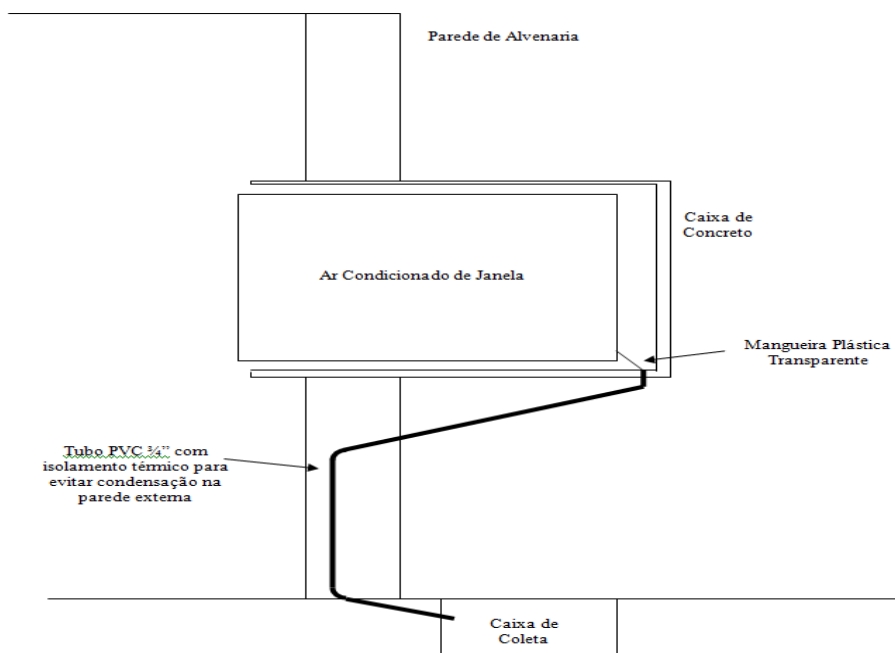 Parede de Alvenaria
Caixa de
Concreto
Ar Condicionado de Janela
Mangueira Plástica
Transparente
Tubo PVC ¾” com
isolamento térmico para
evitar condensação na
parede externa
Caixa de
Coleta